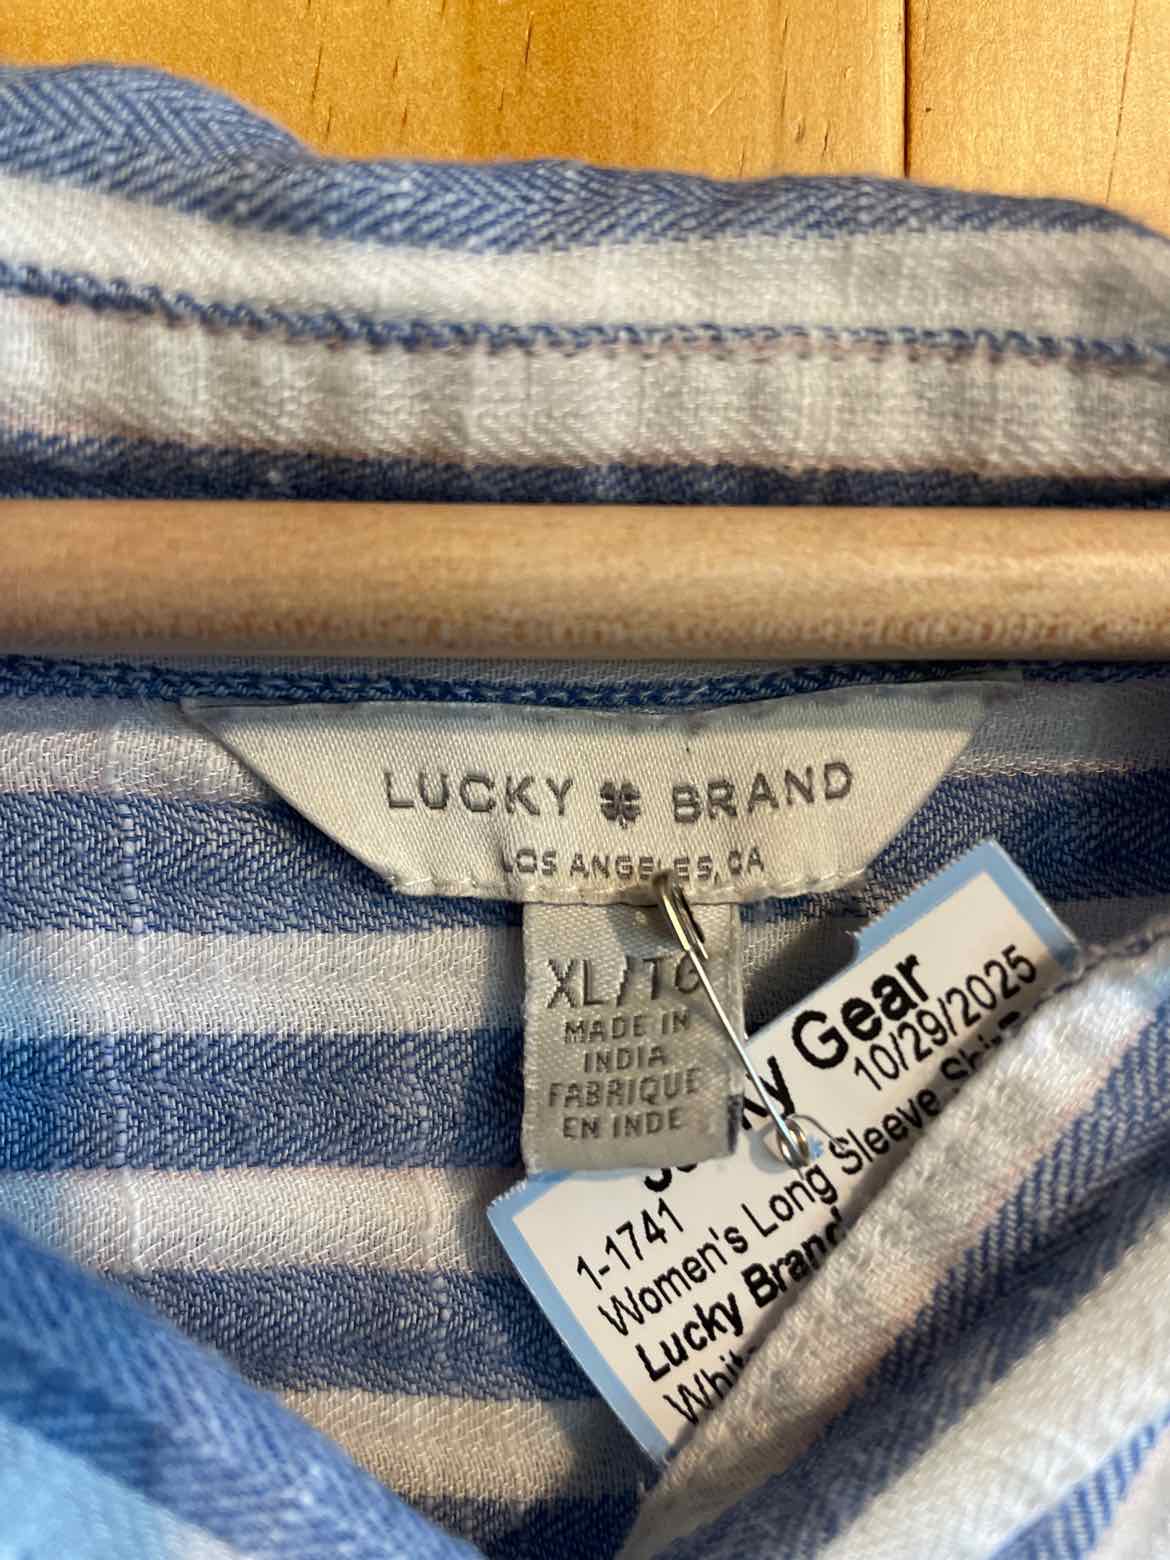 LUCKY BRAND
LOS ANGELES, CA
XL/TG
MADE IN
INDIA
FABRIQUE
EN INDE
Gear
10/29/2025
1-1741
Women's Long Sleeve
Lucky Brand